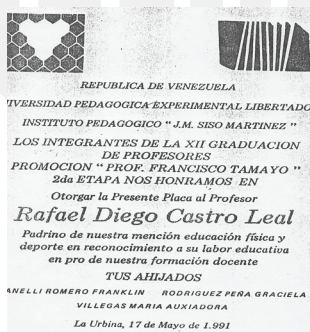 REPUBLICA DE VENEZUELA
IVERSIDAD PEDAGOGICA EXPERIMENTAL LIBERTADO
INSTITUTO PEDAGOGICO " J.M. SISO MARTINEZ "
LOS INTEGRANTES DE LA XII GRADUACION
DE PROFESORES
PROMOCION " PROF. FRANCISCO TAMAYO "
2da ETAPA NOS HONRAMOS EN
Otorgar la Presente Placa al Profesor
Rafael Diego Castro Leal
Padrino de nuestra mención educación física y
deporte en reconocimiento a su labor educativa
en pro de nuestra formación docente
TUS AHIJADOS
ANELLI ROMERO FRANKLIN RODRIGUEZ PEÑA GRACIELA
VILLEGAS MARIA AUXIADORA
La Urbina, 17 de Mayo de 1.991